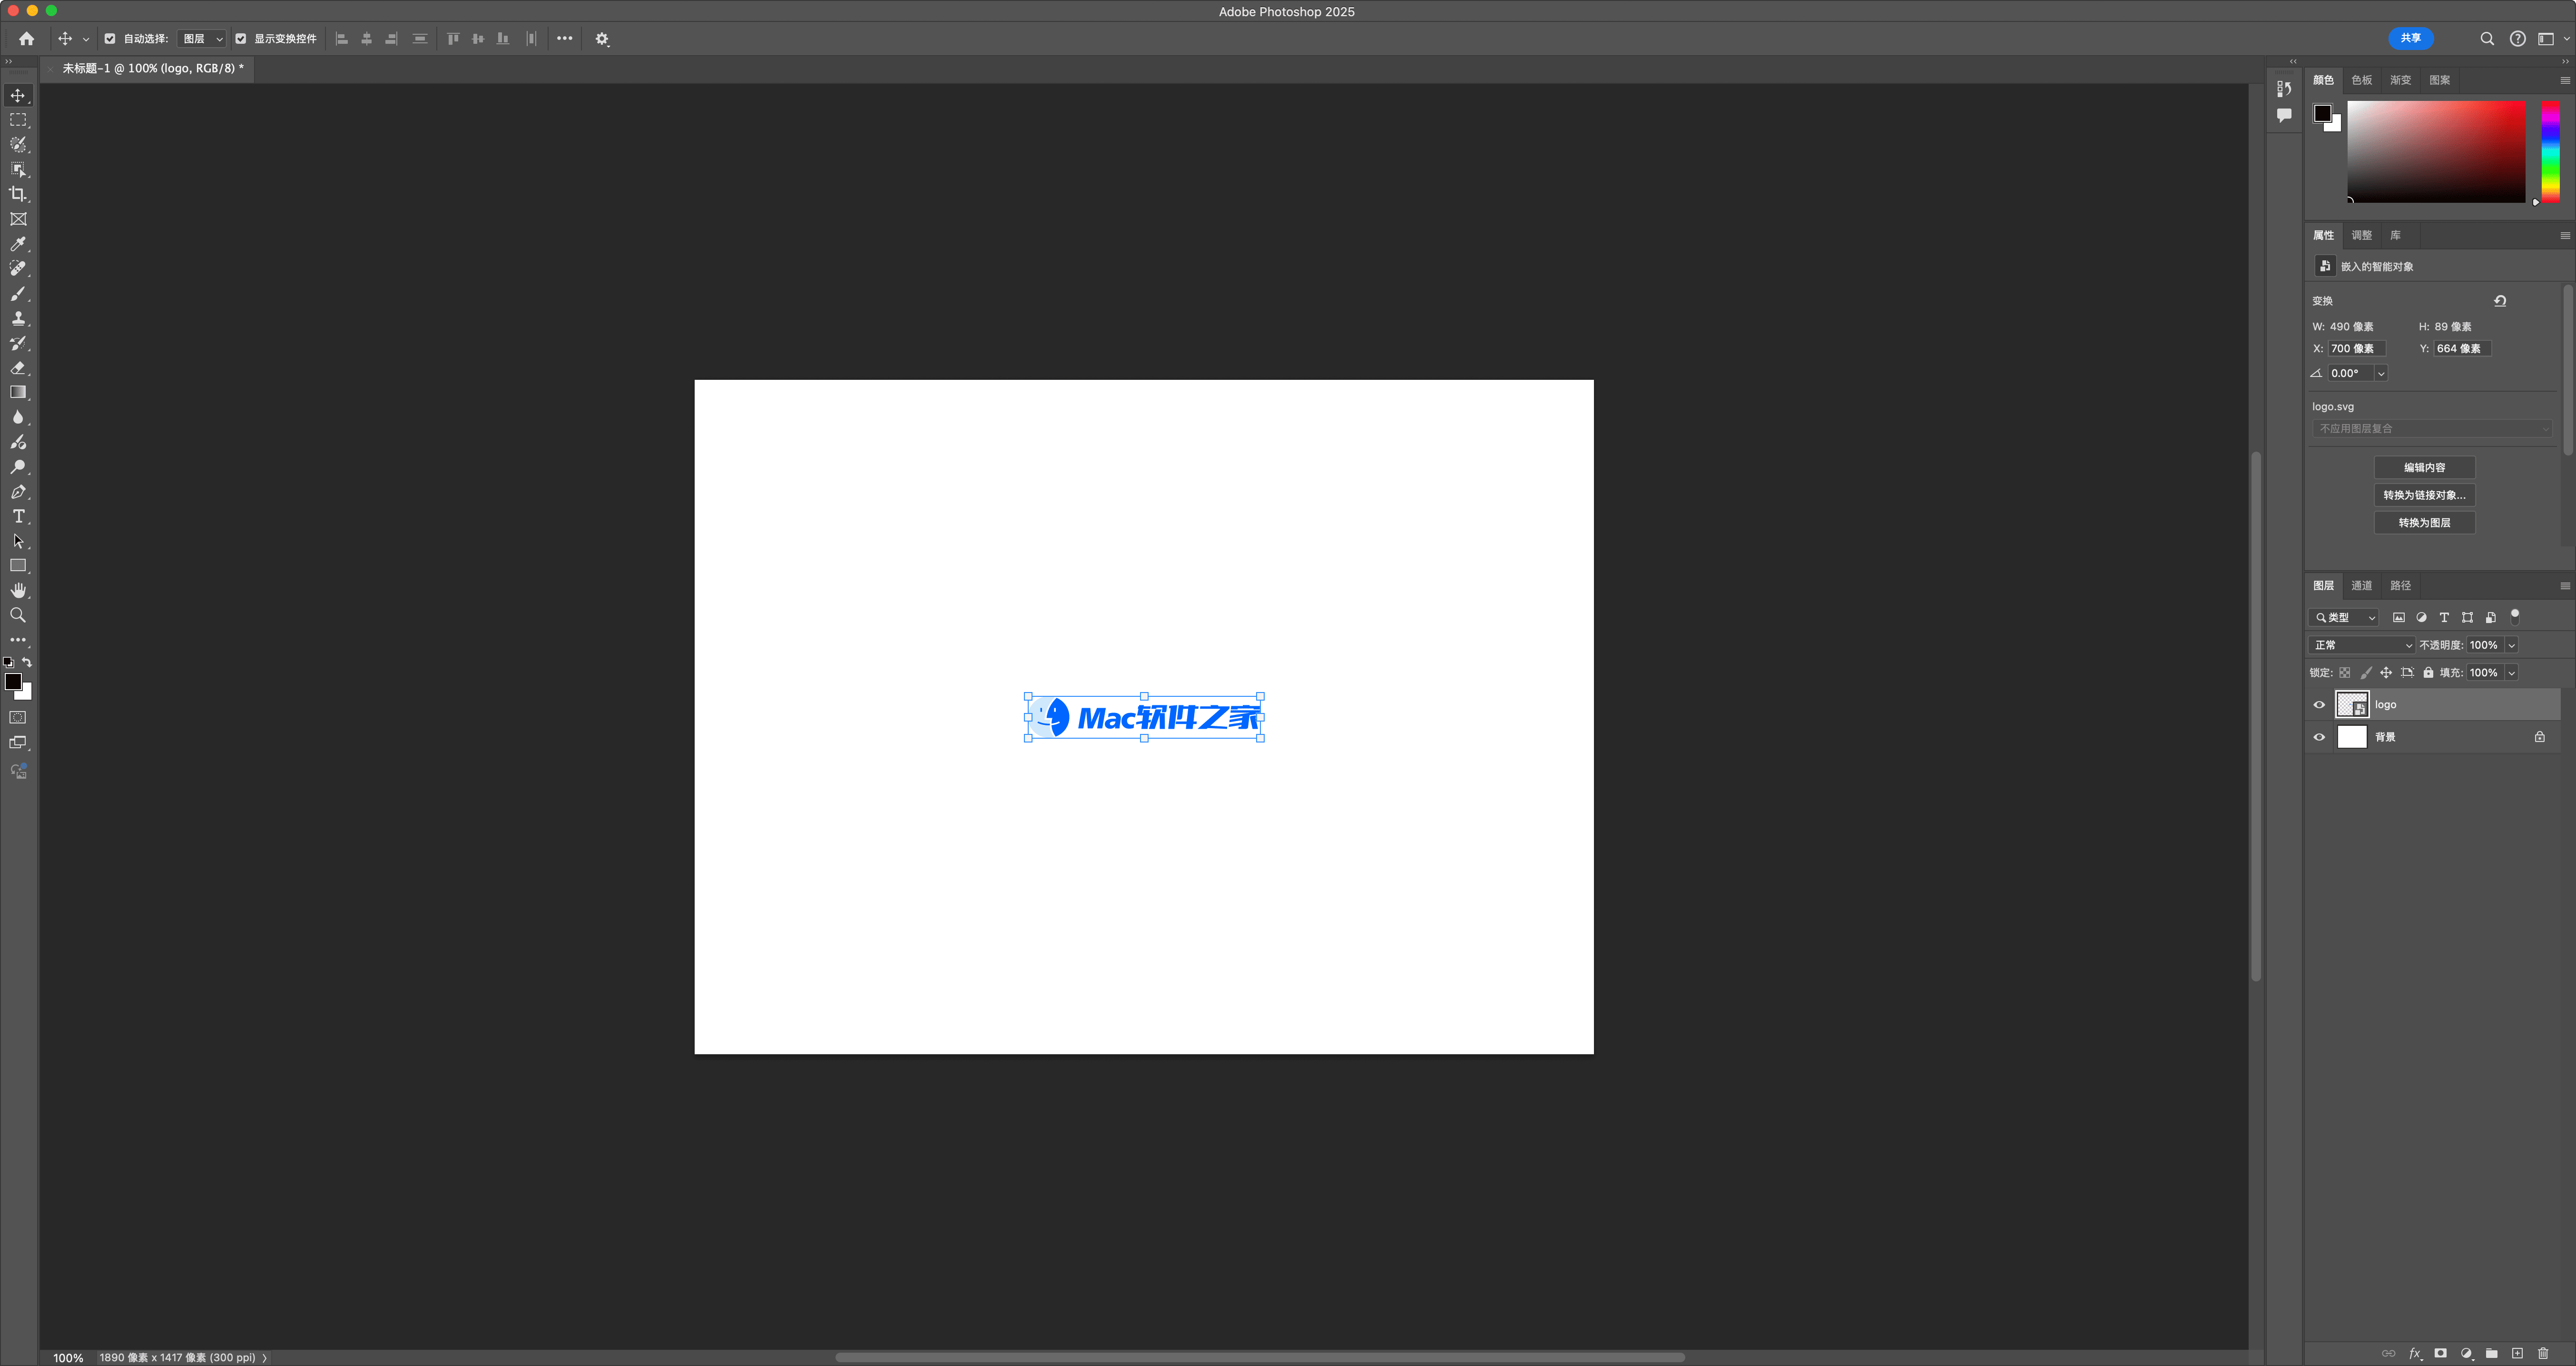 Adobe Photoshop 2025
自动选择: 图层 显示变换控件 共享
未标题-1 @ 100% (logo, RGB/8) *
颜色 色板 渐变 图案
属性 调整 库
嵌入的智能对象
变换
W: 490 像素 H: 89 像素
X: 700 像素 Y: 664 像素
0.00°
logo.svg
不应用图层复合
编辑内容
转换为链接对象...
转换为图层
图层 通道 路径
类型
正常 不透明度: 100%
锁定: 填充: 100%
logo
背景
Mac软件之家
100% 1890 像素 x 1417 像素 (300 ppi)
fx